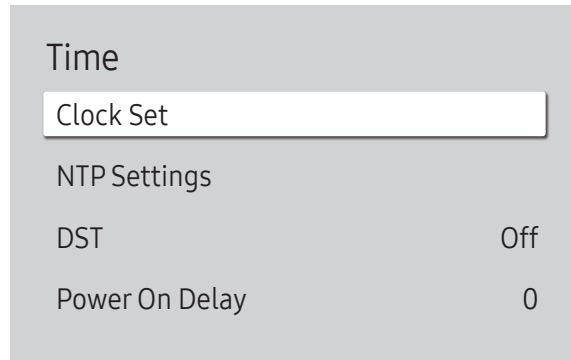 Time
Clock Set
NTP Settings
DST Off
Power On Delay 0